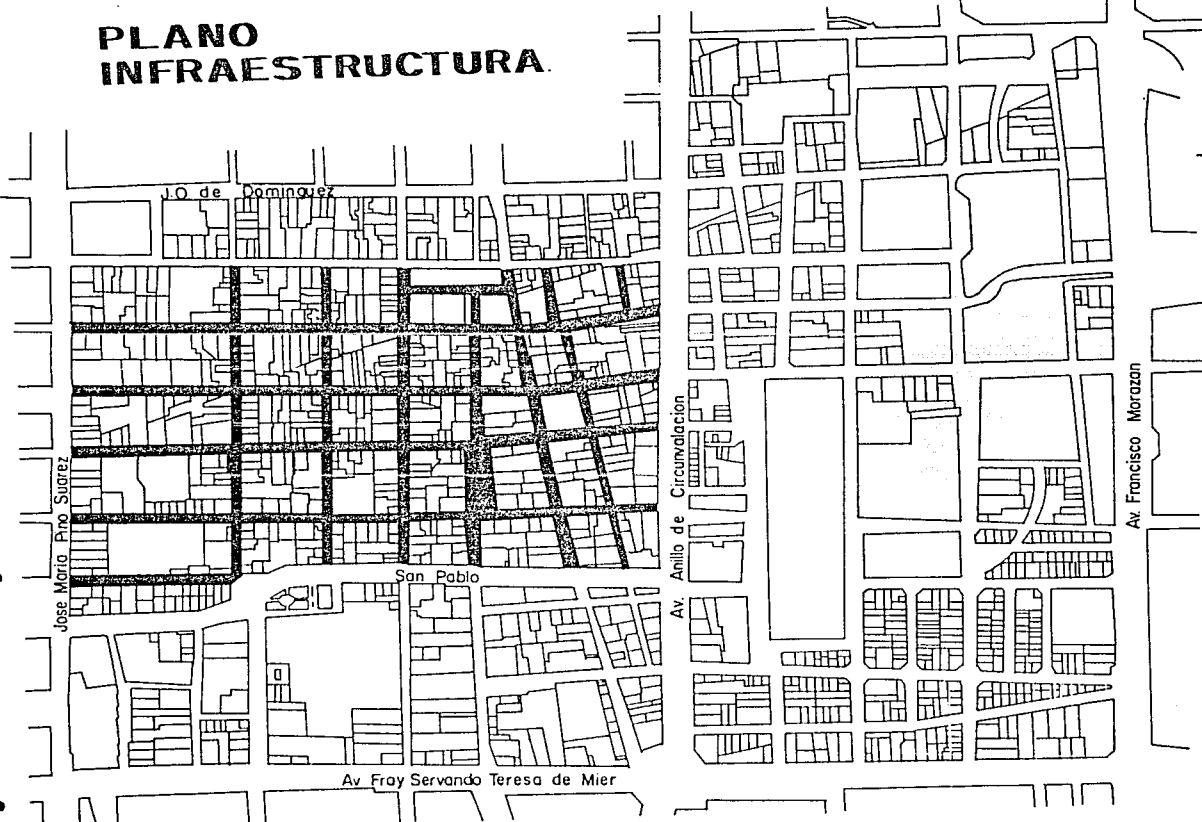 PLANO
INFRAESTRUCTURA.
J.O de Dominguez
Jose Maria Pino Suarez
San Pablo
Av. Anillo de Circunvalacion
Av. Francisco Morazan
Av Fray Servando Teresa de Mier